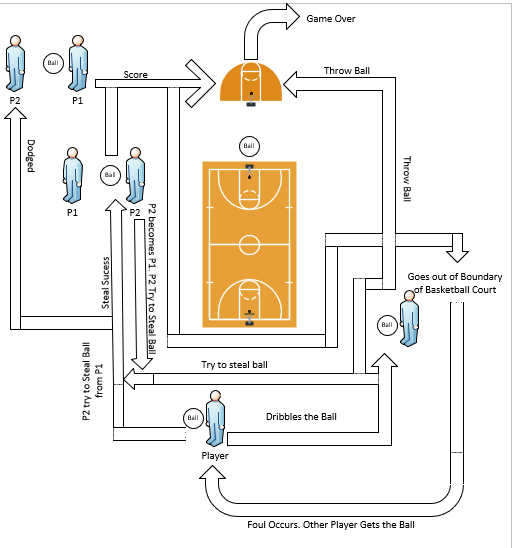 Game Over
P2
Ball
P1
Score
Throw Ball
Dodged
Ball
Throw Ball
P1
Ball
P2
P2 becomes P1. P2 Try to Steal Ball
Steal Sucess
Goes out of Boundary
of Basketball Court
Ball
P2 try to Steal Ball
from P1
Try to steal ball
Ball
Dribbles the Ball
Player
Foul Occurs. Other Player Gets the Ball